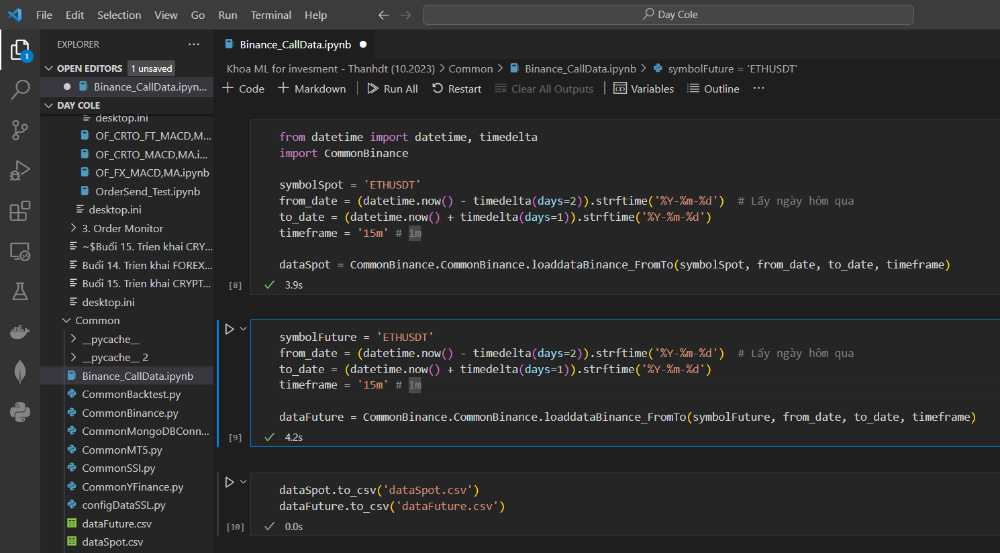 File Edit Selection View Go Run Terminal Help
Day Cole
EXPLORER
OPEN EDITORS 1 unsaved
Binance_CallData.ipyn...
DAY COLE
desktop.ini
OF_CRTO_FT_MACD,M...
OF_CRTO_MACD,MA.i...
OF_FX_MACD,MA.ipynb
OrderSend_Test.ipynb
desktop.ini
3. Order Monitor
~$Buổi 15. Trien khai CRY...
Buổi 14. Trien khai FOREX...
Buổi 15. Trien khai CRYPT...
desktop.ini
Common
__pycache__
__pycache__ 2
Binance_CallData.ipynb
CommonBacktest.py
CommonBinance.py
CommonMongoDBConn...
CommonMT5.py
CommonSSI.py
CommonYFinance.py
configDataSSL.py
dataFuture.csv
dataSpot.csv
1
Binance_CallData.ipynb
Khoa ML for invesment - Thanhdt (10.2023) > Common > Binance_CallData.ipynb > symbolFuture = 'ETHUSDT'
+ Code + Markdown Run All Restart Clear All Outputs Variables Outline ...
from datetime import datetime, timedelta
import CommonBinance
symbolSpot = 'ETHUSDT'
from_date = (datetime.now() - timedelta(days=2)).strftime('%Y-%m-%d') # Lấy ngày hôm qua
to_date = (datetime.now() + timedelta(days=1)).strftime('%Y-%m-%d')
timeframe = '15m' # 1m
dataSpot = CommonBinance.CommonBinance.loaddataBinance_FromTo(symbolSpot, from_date, to_date, timeframe)
[8] 3.9s
symbolFuture = 'ETHUSDT'
from_date = (datetime.now() - timedelta(days=2)).strftime('%Y-%m-%d') # Lấy ngày hôm qua
to_date = (datetime.now() + timedelta(days=1)).strftime('%Y-%m-%d')
timeframe = '15m' # 1m
dataFuture = CommonBinance.CommonBinance.loaddataBinance_FromTo(symbolFuture, from_date, to_date, timeframe)
[9] 4.2s
dataSpot.to_csv('dataSpot.csv')
dataFuture.to_csv('dataFuture.csv')
[10] 0.0s